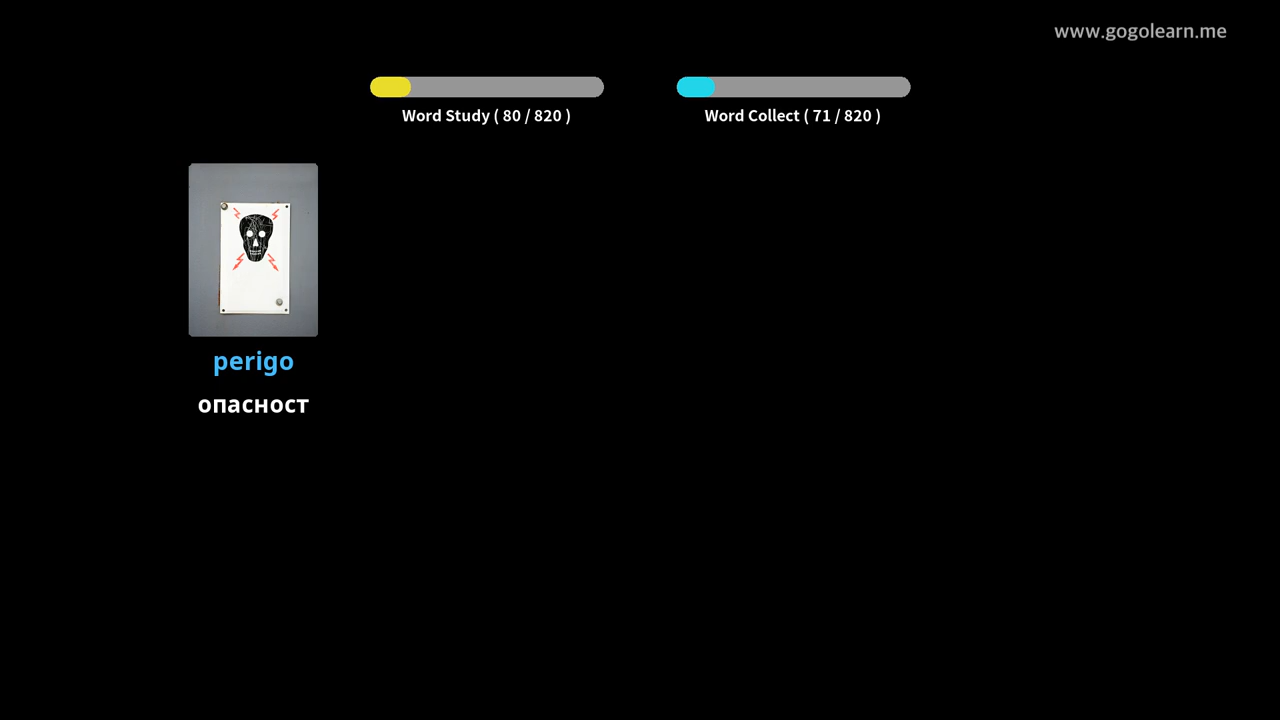 www.gogolearn.me
Word Study ( 80 / 820 )
Word Collect ( 71 / 820 )
perigo
опасност